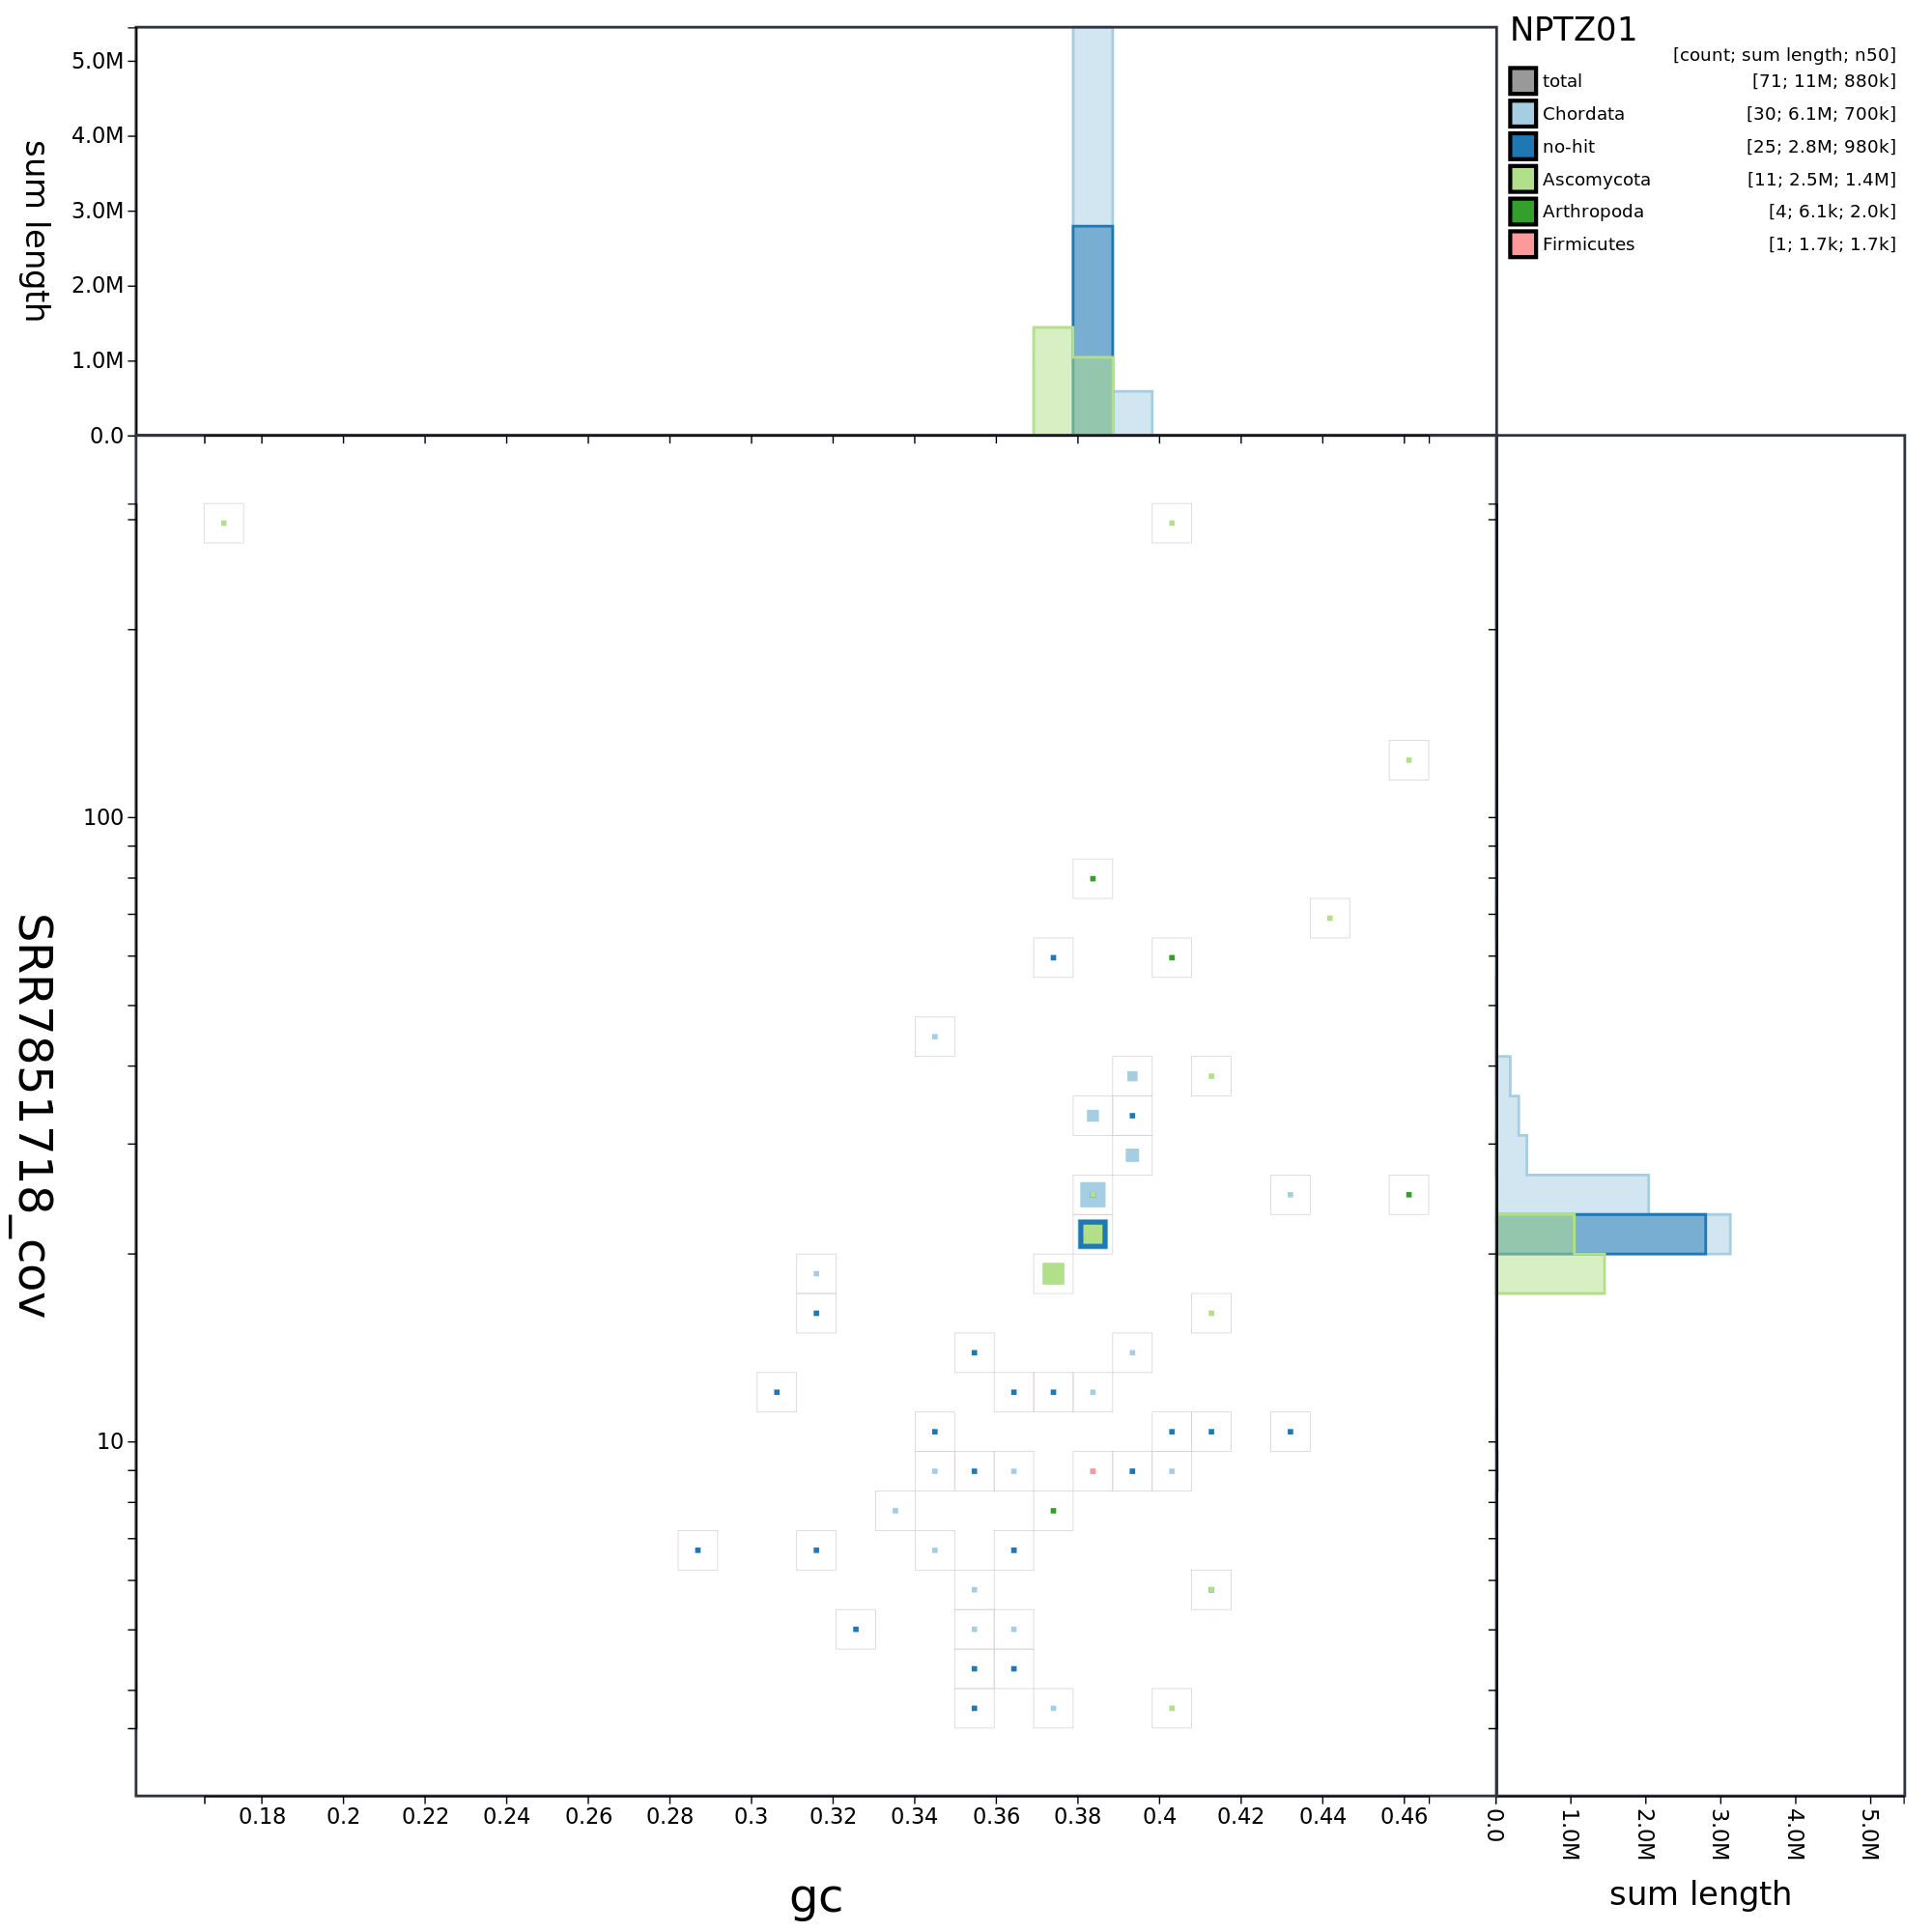 NPTZ01
[count; sum length; n50]
total [71; 11M; 880k]
Chordata [30; 6.1M; 700k]
no-hit [25; 2.8M; 980k]
Ascomycota [11; 2.5M; 1.4M]
Arthropoda [4; 6.1k; 2.0k]
Firmicutes [1; 1.7k; 1.7k]
sum length
5.0M
4.0M
3.0M
2.0M
1.0M
0.0
SRR7851718_cov
100
10
0.18 0.2 0.22 0.24 0.26 0.28 0.3 0.32 0.34 0.36 0.38 0.4 0.42 0.44 0.46
gc
0.0 1.0M 2.0M 3.0M 4.0M 5.0M
sum length